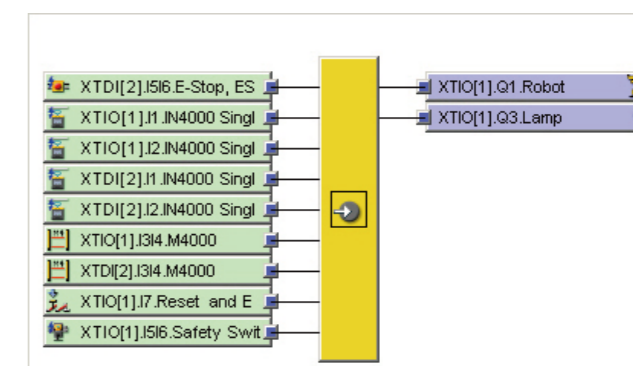 XTDI[2].I5I6.E-Stop, ES
XTIO[1].I1.IN4000 Singl
XTIO[1].I2.IN4000 Singl
XTDI[2].I1.IN4000 Singl
XTDI[2].I2.IN4000 Singl
XTIO[1].I3I4.M4000
XTDI[2].I3I4.M4000
XTIO[1].I7.Reset and E
XTIO[1].I5I6.Safety Swit
XTIO[1].Q1.Robot
XTIO[1].Q3.Lamp